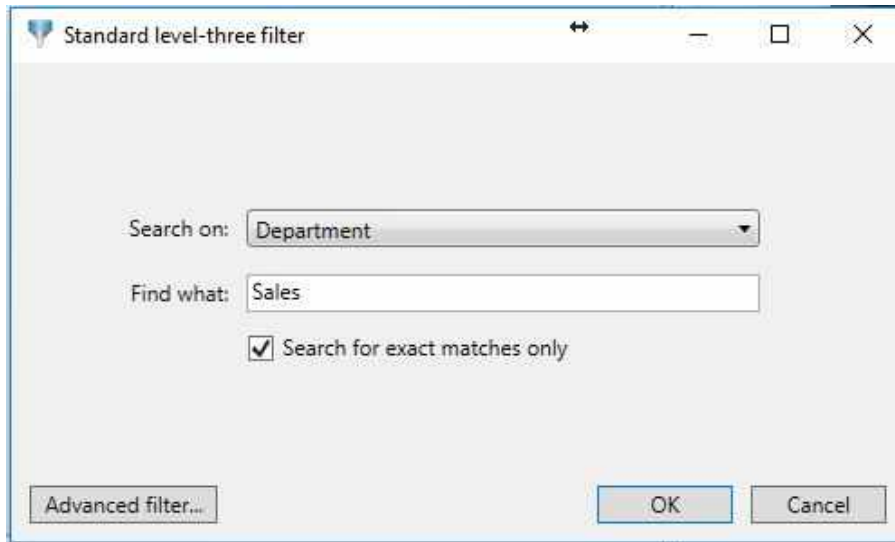 Standard level-three filter
Search on: Department
Find what: Sales
Search for exact matches only
Advanced filter... OK Cancel